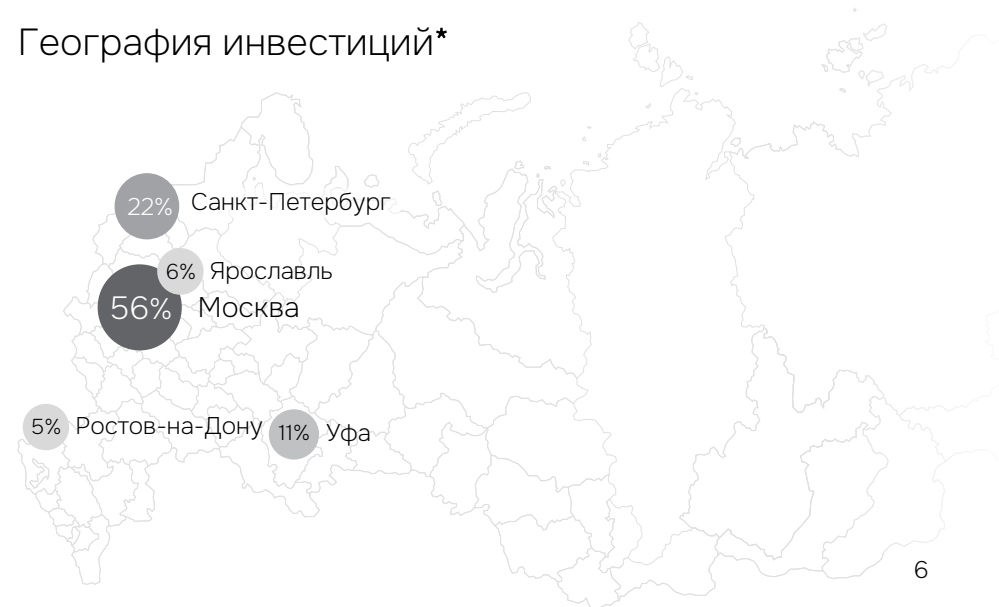 География инвестиций*
22% Санкт-Петербург
6% Ярославль
56% Москва
5% Ростов-на-Дону
11% Уфа
6